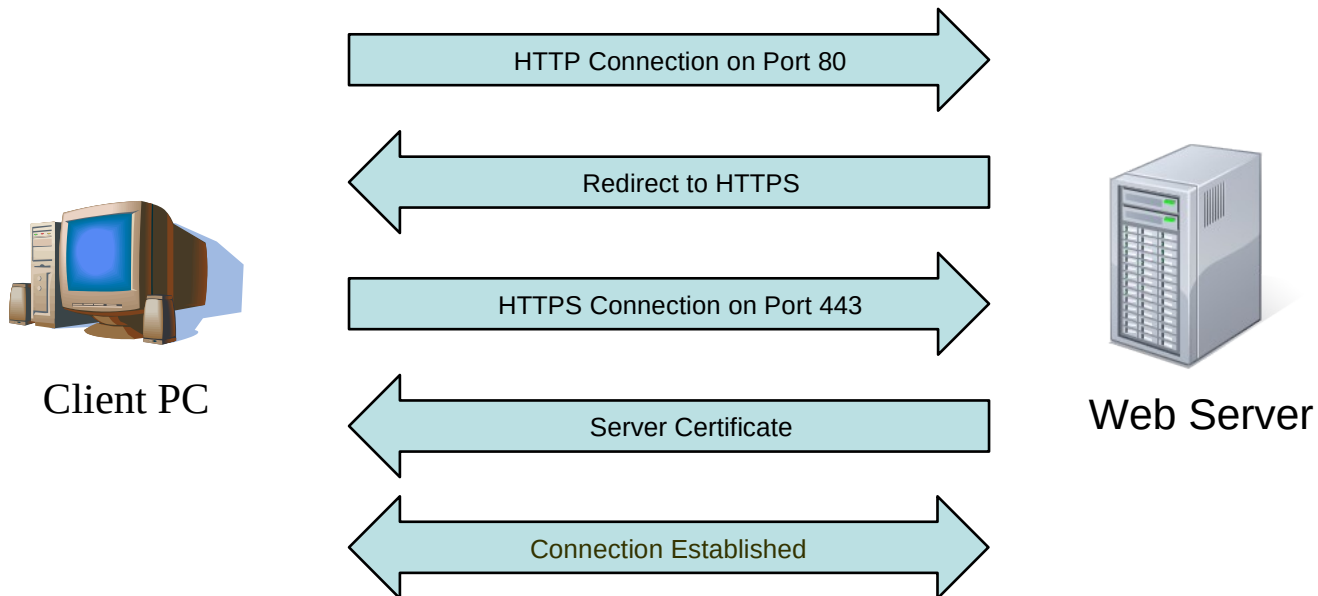 HTTP Connection on Port 80
Redirect to HTTPS
HTTPS Connection on Port 443
Client PC
Server Certificate
Web Server
Connection Established